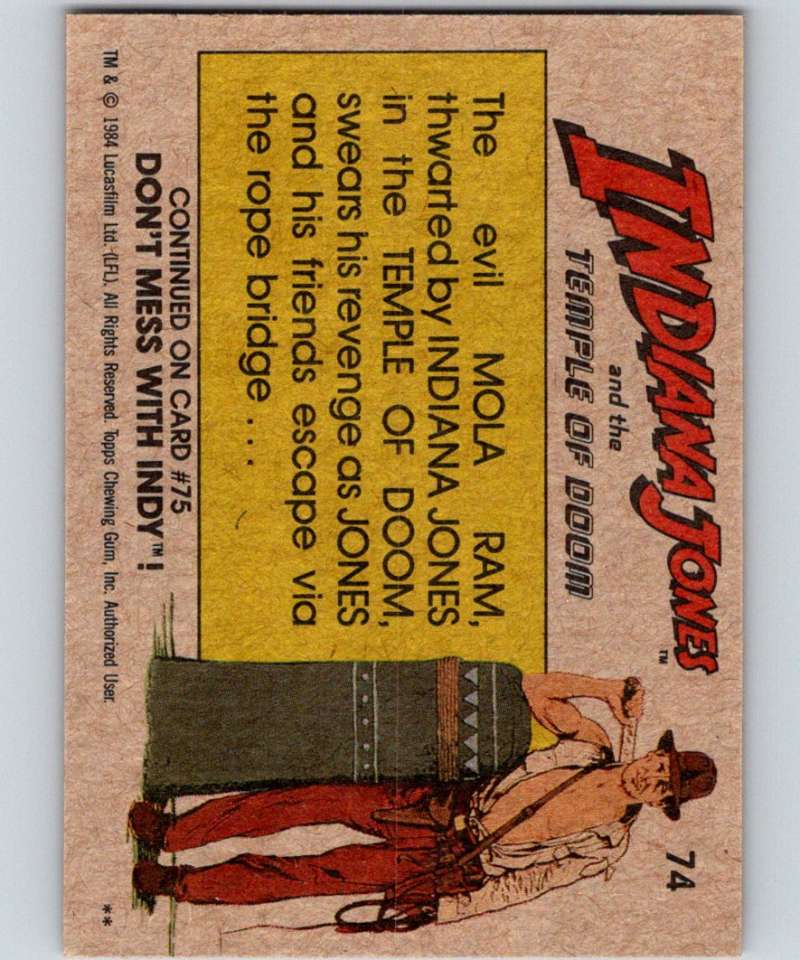 INDIANA JONES™
and the
TEMPLE OF DOOM
74
The evil MOLA RAM,
thwarted by INDIANA JONES
in the TEMPLE OF DOOM,
swears his revenge as JONES
and his friends escape via
the rope bridge . . .
CONTINUED ON CARD #75
DON'T MESS WITH INDY™!
TM & © 1984 Lucasfilm Ltd. (LFL). All Rights Reserved. Topps Chewing Gum, Inc. Authorized User.
**